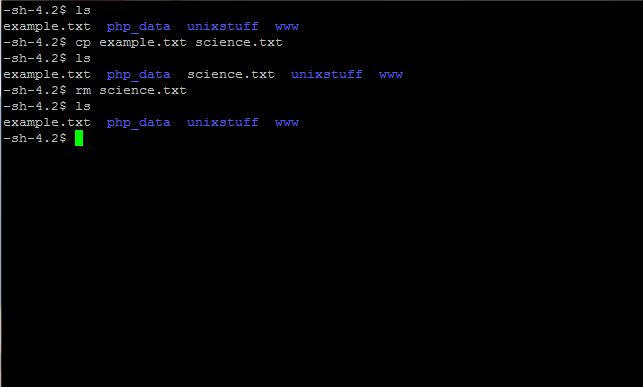 -sh-4.2$ ls
example.txt  php_data  unixstuff  www
-sh-4.2$ cp example.txt science.txt
-sh-4.2$ ls
example.txt  php_data  science.txt  unixstuff  www
-sh-4.2$ rm science.txt
-sh-4.2$ ls
example.txt  php_data  unixstuff  www
-sh-4.2$